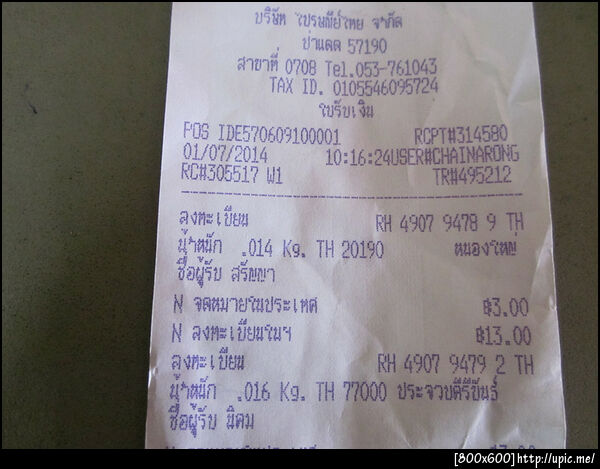 บริษัท ไปรษณีย์ไทย จำกัด
ป่าแดด 57190
สาขาที่ 0708 Tel.053-761043
TAX ID. 0105546095724
ใบรับเงิน
POS IDE570609100001 RCPT#314580
01/07/2014 10:16:24USER#CHAINARONG
RC#305517 W1 TR#495212
ลงทะเบียน RH 4907 9478 9 TH
น้ำหนัก .014 Kg. TH 20190 หนองใหญ่
ชื่อผู้รับ สรัญญา
N จดหมายในประเทศ ฿3.00
N ลงทะเบียนในฯ ฿13.00
ลงทะเบียน RH 4907 9479 2 TH
น้ำหนัก .016 Kg. TH 77000 ประจวบคีรีขันธ์
ชื่อผู้รับ นิคม
[800x600]http://upic.me/